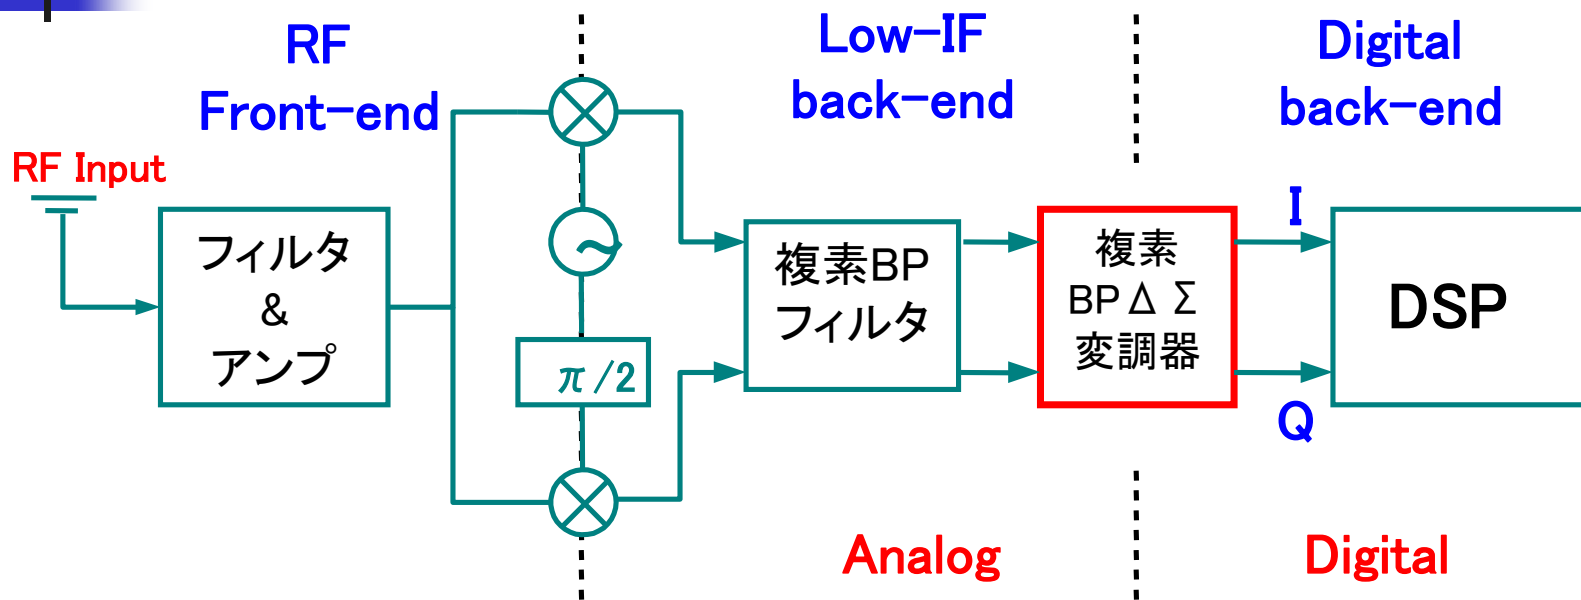 RF
Front-end
Low-IF
back-end
Digital
back-end
RF Input
フィルタ
&
アンプ
~
π/2
複素BP
フィルタ
複素
BPΔΣ
変調器
I
Q
DSP
Analog
Digital